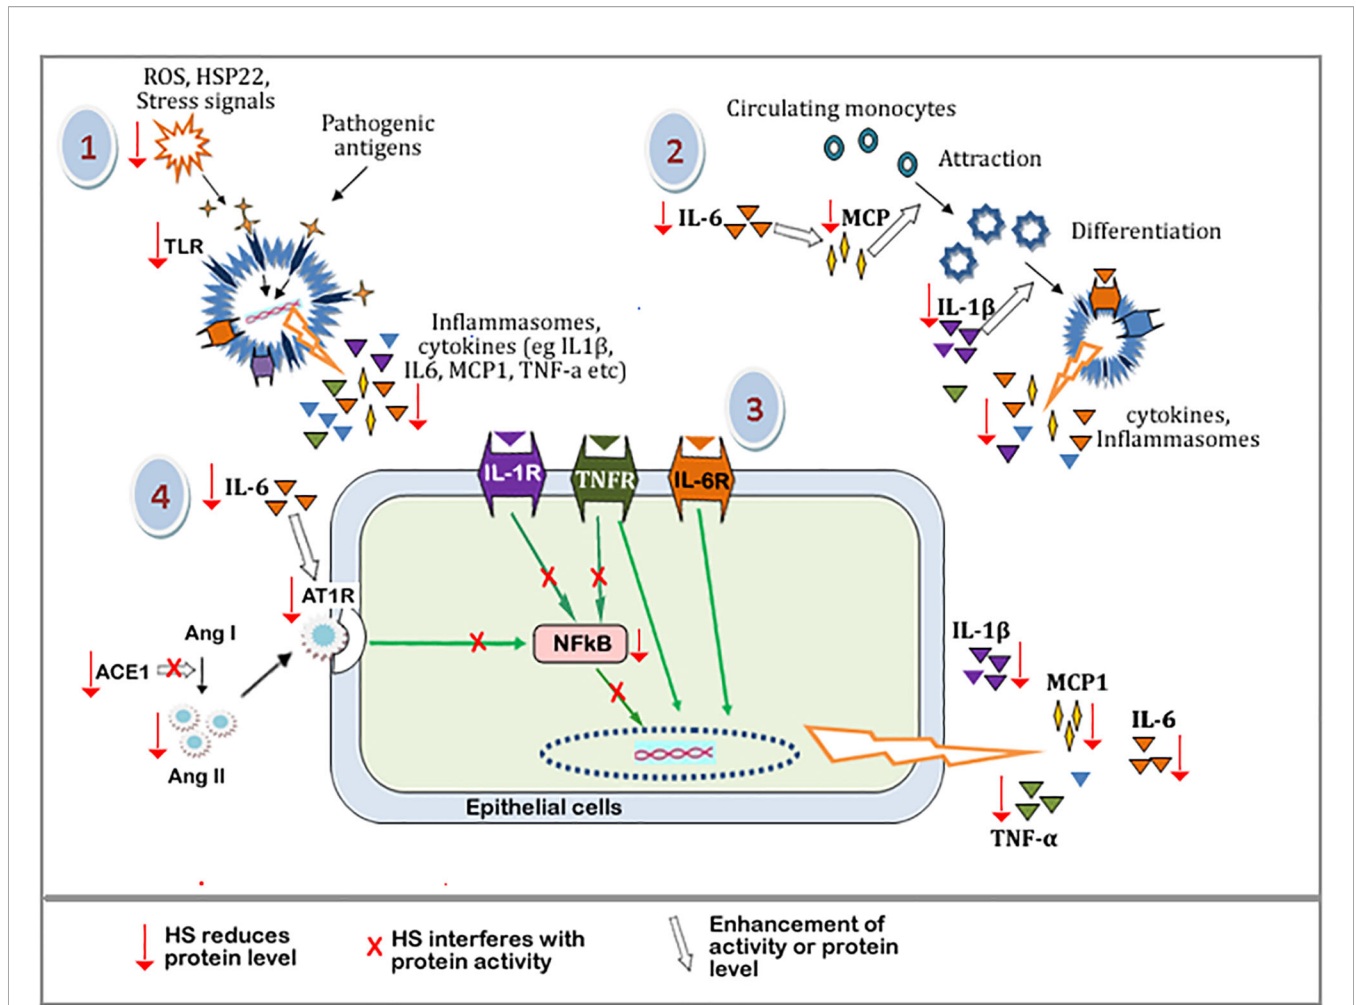 1
ROS, HSP22,
Stress signals
Pathogenic
antigens
TLR
Inflammasomes,
cytokines (eg IL1β,
IL6, MCP1, TNF-a etc)
2
Circulating monocytes
Attraction
IL-6
MCP
Differentiation
IL-1β
cytokines,
Inflammasomes
3
IL-1R
TNFR
IL-6R
4
IL-6
AT1R
Ang I
ACE1
Ang II
NFkB
Epithelial cells
IL-1β
MCP1
IL-6
TNF-α
HS reduces
protein level
X HS interferes with
protein activity
Enhancement of
activity or protein
level